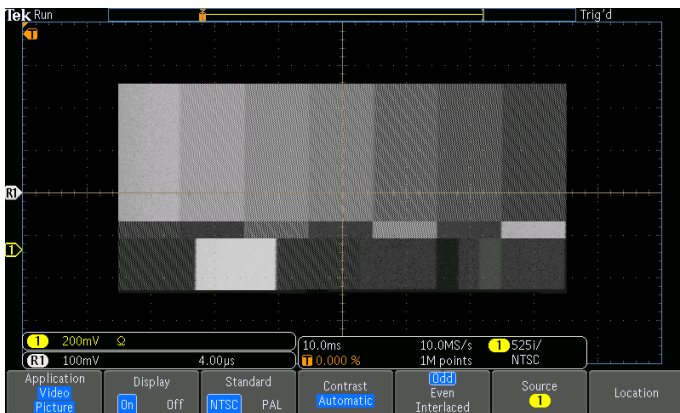 Tek Run
Trig'd
T
T
R1
1
1 200mV Ω
R1 100mV 4.00μs
10.0ms 10.0MS/s 1 525i/
T 0.000 % 1M points NTSC
Application
Video
Picture
Display
On Off
Standard
NTSC PAL
Contrast
Automatic
Odd
Even
Interlaced
Source
1
Location